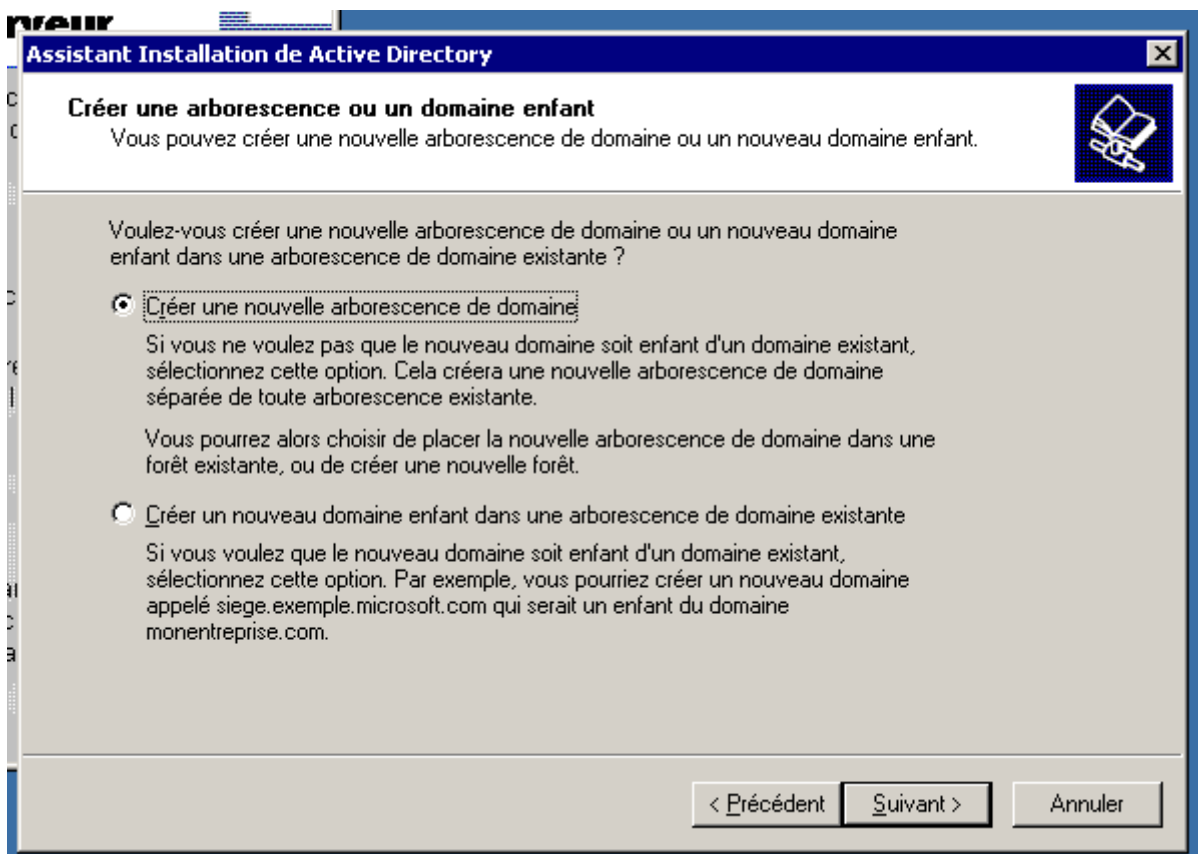 Assistant Installation de Active Directory
Créer une arborescence ou un domaine enfant
Vous pouvez créer une nouvelle arborescence de domaine ou un nouveau domaine enfant.
Voulez-vous créer une nouvelle arborescence de domaine ou un nouveau domaine
enfant dans une arborescence de domaine existante ?
Créer une nouvelle arborescence de domaine
Si vous ne voulez pas que le nouveau domaine soit enfant d'un domaine existant,
sélectionnez cette option. Cela créera une nouvelle arborescence de domaine
séparée de toute arborescence existante.
Vous pourrez alors choisir de placer la nouvelle arborescence de domaine dans une
forêt existante, ou de créer une nouvelle forêt.
Créer un nouveau domaine enfant dans une arborescence de domaine existante
Si vous voulez que le nouveau domaine soit enfant d'un domaine existant,
sélectionnez cette option. Par exemple, vous pourriez créer un nouveau domaine
appelé siege.exemple.microsoft.com qui serait un enfant du domaine
monentreprise.com.
< Précédent Suivant > Annuler